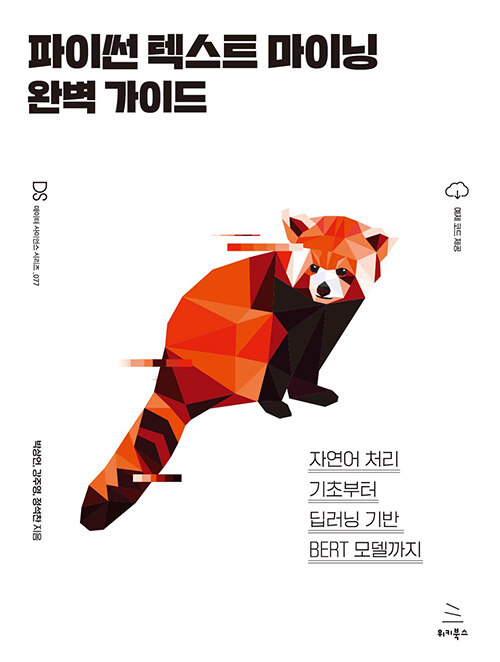 파이썬 텍스트 마이닝
완벽 가이드
DS 데이터 사이언스 시리즈_077
예제 코드 제공
박상언, 강주영, 정석찬 지음
자연어 처리
기초부터
딥러닝 기반
BERT 모델까지
위키북스